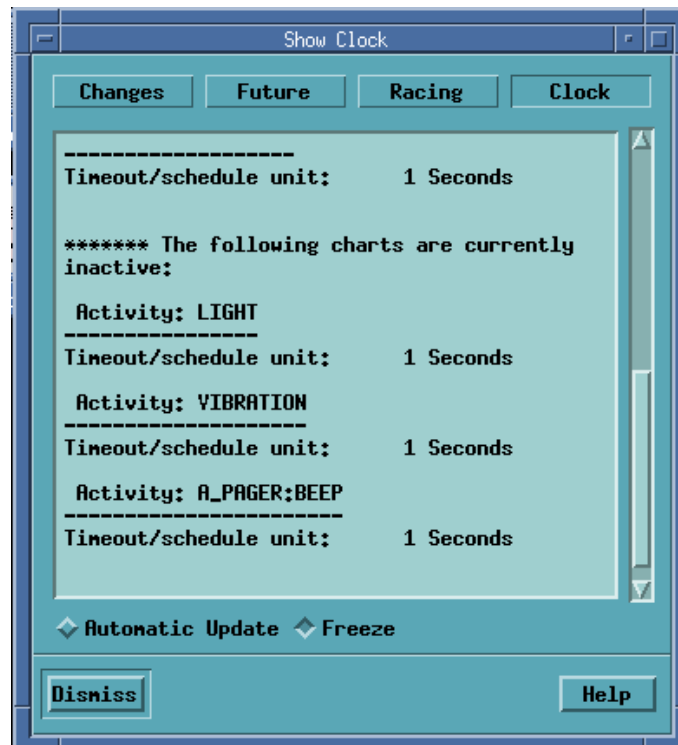 Show Clock
Changes Future Racing Clock
-------------------
Timeout/schedule unit: 1 Seconds
******* The following charts are currently
inactive:
Activity: LIGHT
----------------
Timeout/schedule unit: 1 Seconds
Activity: VIBRATION
--------------------
Timeout/schedule unit: 1 Seconds
Activity: A_PAGER:BEEP
-----------------------
Timeout/schedule unit: 1 Seconds
Automatic Update Freeze
Dismiss Help